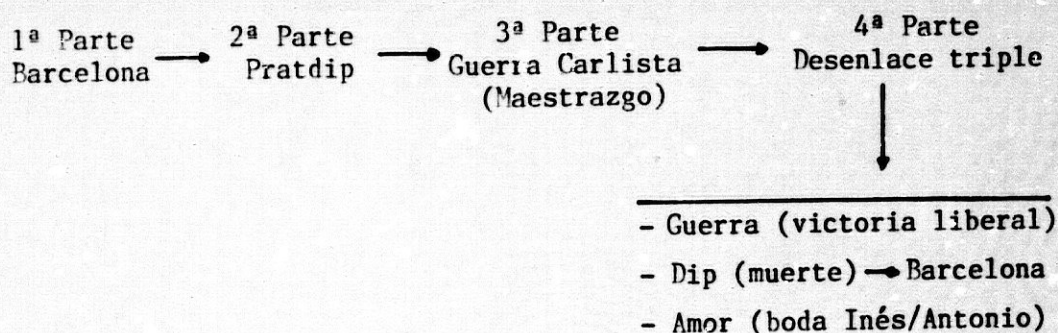 1ª Parte
Barcelona
2ª Parte
Pratdip
3ª Parte
Guerra Carlista
(Maestrazgo)
4ª Parte
Desenlace triple
- Guerra (victoria liberal)
- Dip (muerte) → Barcelona
- Amor (boda Inés/Antonio)